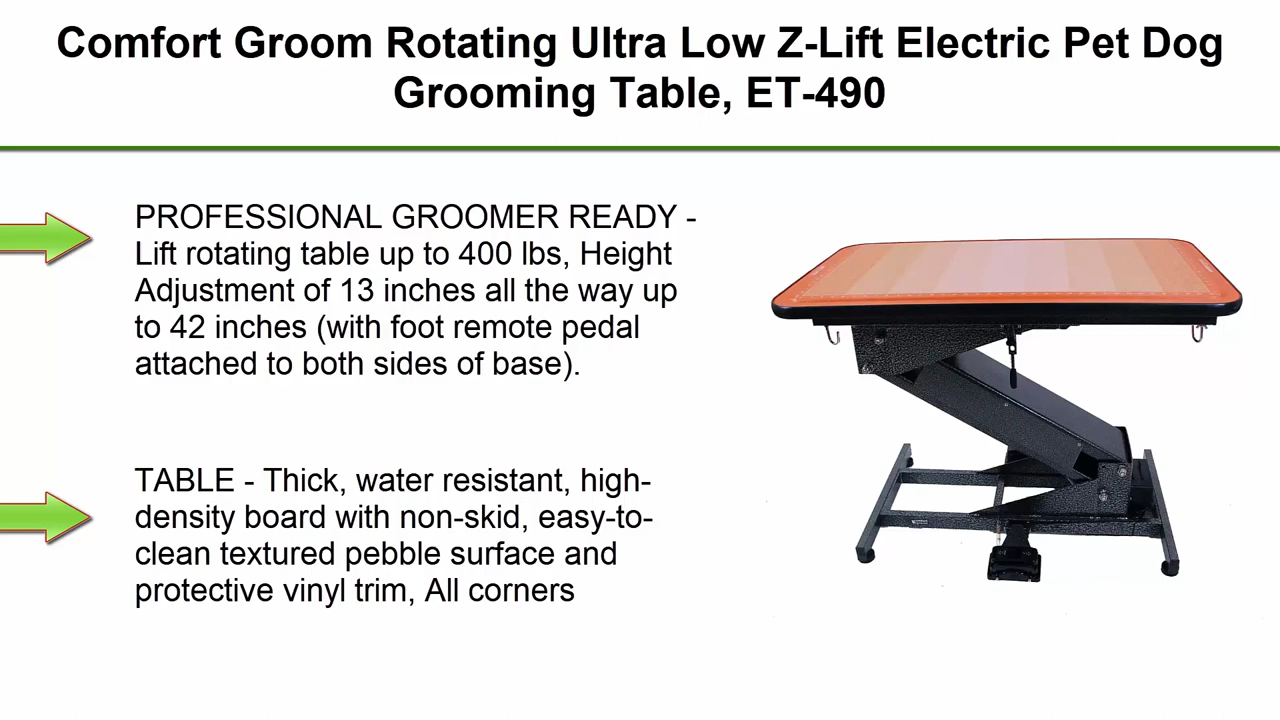 Comfort Groom Rotating Ultra Low Z-Lift Electric Pet Dog
Grooming Table, ET-490
PROFESSIONAL GROOMER READY -
Lift rotating table up to 400 lbs, Height
Adjustment of 13 inches all the way up
to 42 inches (with foot remote pedal
attached to both sides of base).
TABLE - Thick, water resistant, high-
density board with non-skid, easy-to-
clean textured pebble surface and
protective vinyl trim, All corners